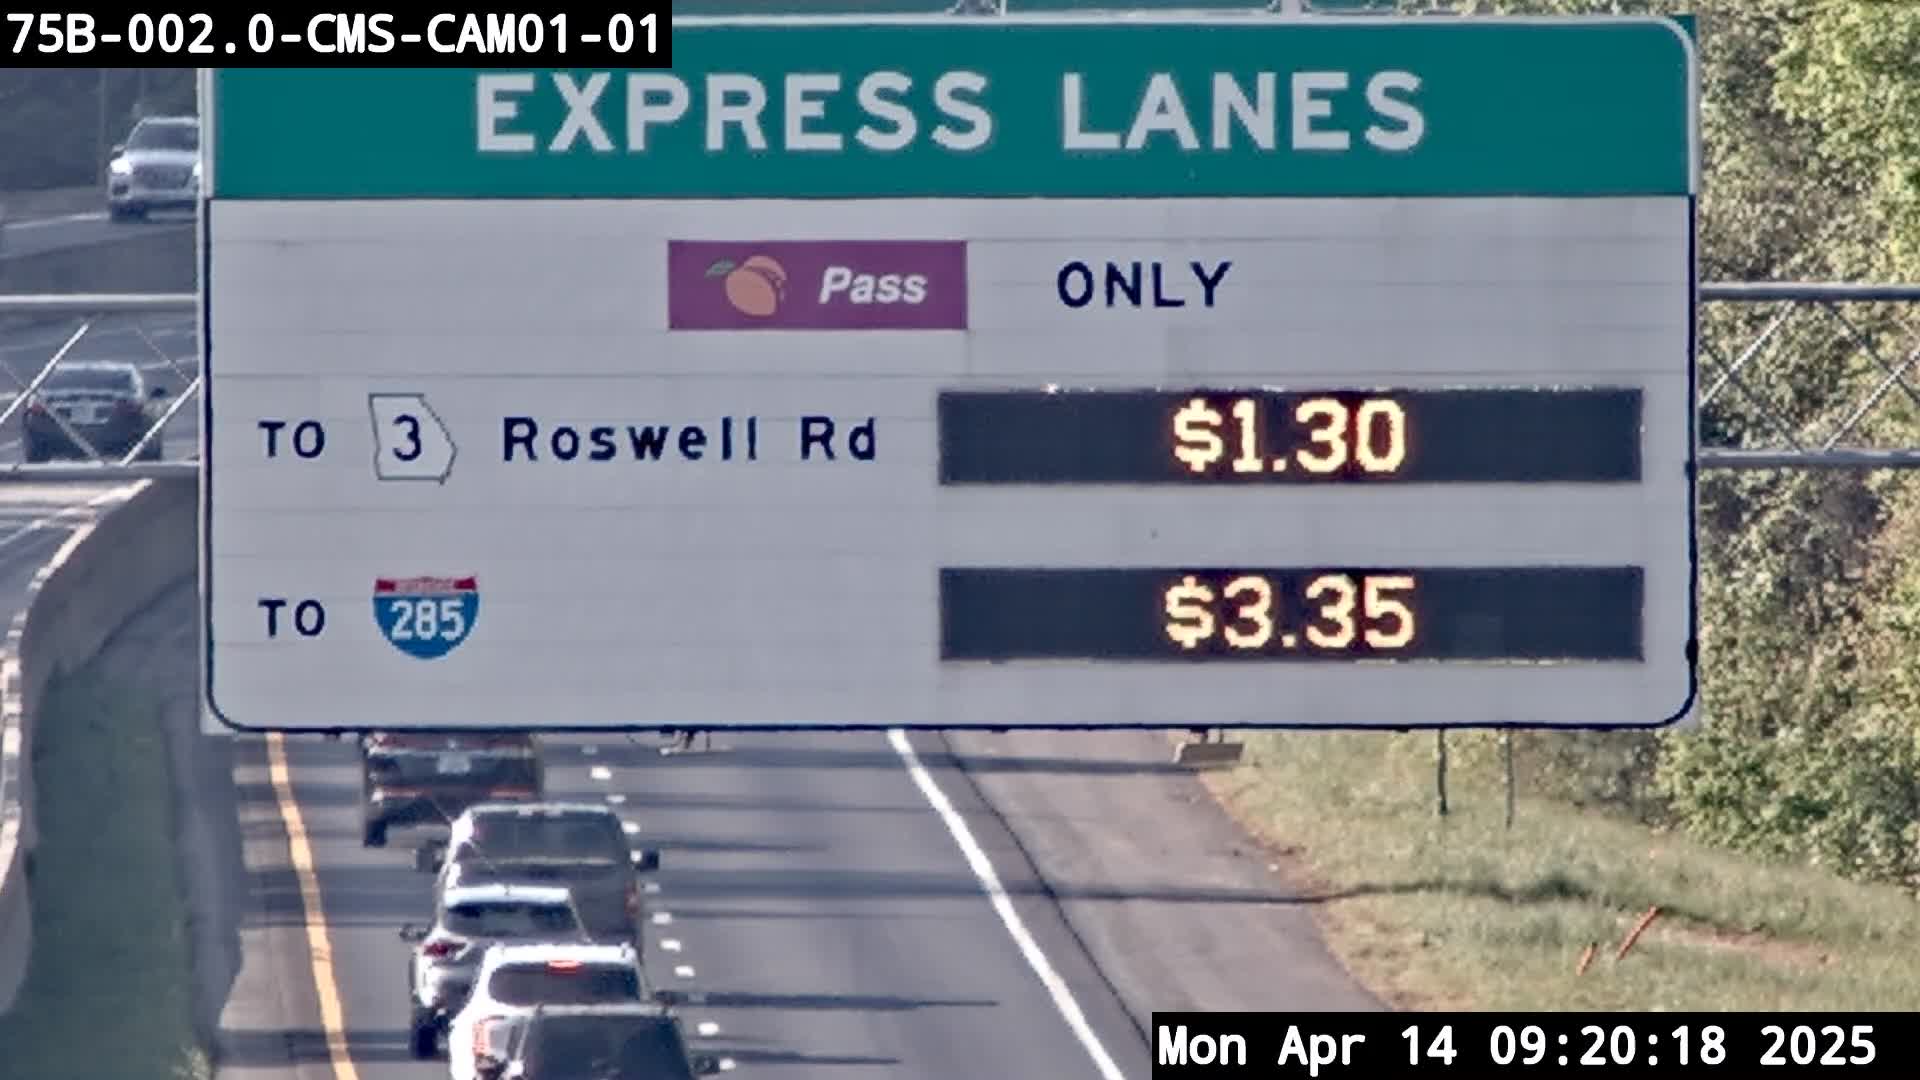 75B-002.0-CMS-CAM01-01
EXPRESS LANES
Pass ONLY
TO 3 Roswell Rd $1.30
TO 285 $3.35
Mon Apr 14 09:20:18 2025